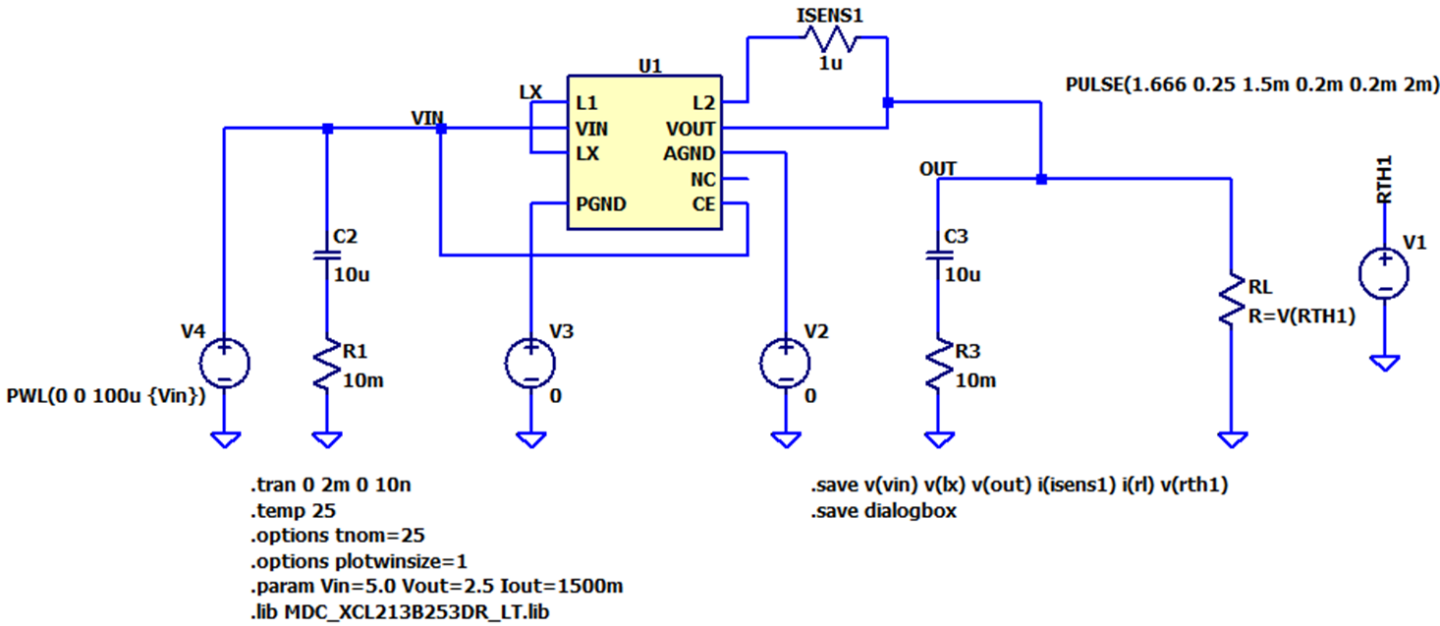 ISENS1
1u
U1
PULSE(1.666 0.25 1.5m 0.2m 0.2m 2m)
LX
L1
L2
VIN
VIN
VOUT
LX
AGND
NC
PGND
CE
OUT
RTH1
C2
10u
C3
10u
V1
RL
R=V(RTH1)
V4
PWL(0 0 100u {Vin})
R1
10m
V3
0
V2
0
R3
10m
.tran 0 2m 0 10n
.temp 25
.options tnom=25
.options plotwinsize=1
.param Vin=5.0 Vout=2.5 Iout=1500m
.lib MDC_XCL213B253DR_LT.lib
.save v(vin) v(lx) v(out) i(isens1) i(rl) v(rth1)
.save dialogbox